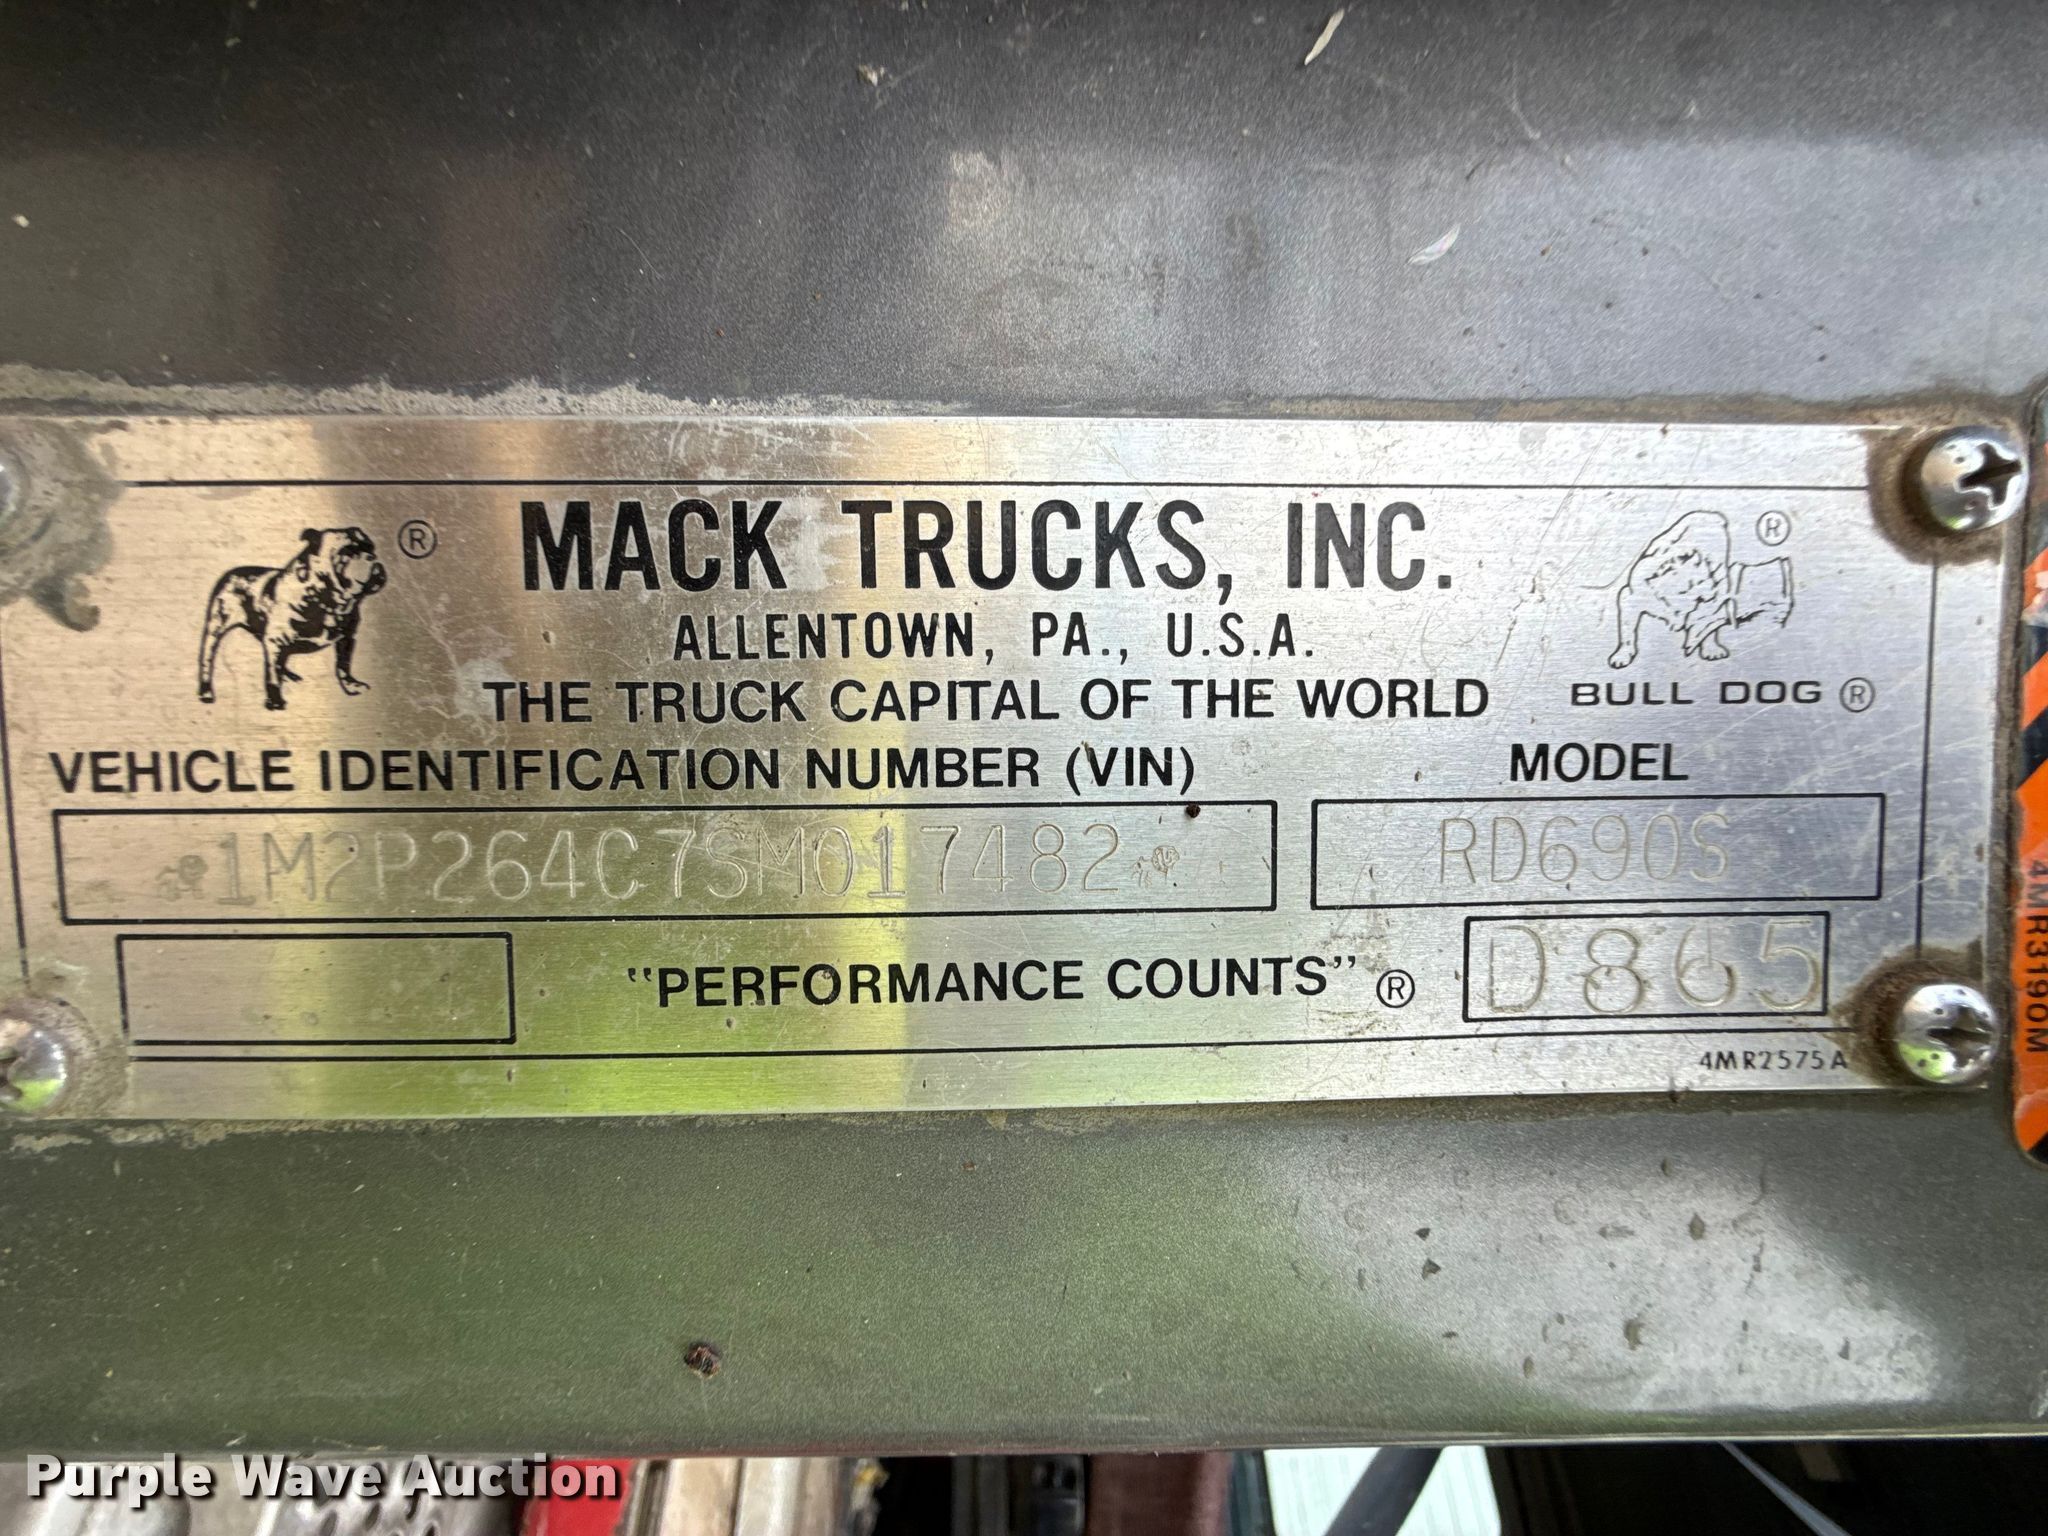 ® MACK TRUCKS, INC. ®
ALLENTOWN, PA., U.S.A.
THE TRUCK CAPITAL OF THE WORLD BULL DOG ®
VEHICLE IDENTIFICATION NUMBER (VIN) MODEL
1M2P264C7SM017482 RD690S
"PERFORMANCE COUNTS" ® D865
4MR2575A
4MR3190M
Purple Wave Auction